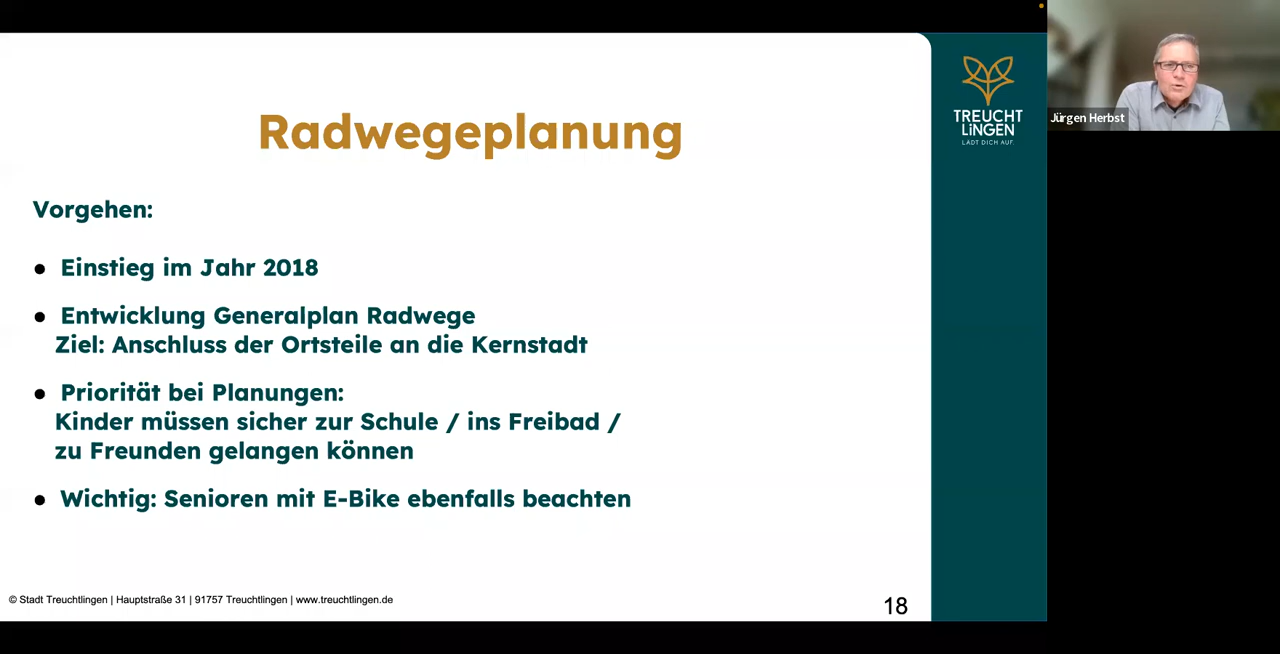 Radwegeplanung
Vorgehen:
● Einstieg im Jahr 2018
● Entwicklung Generalplan Radwege
Ziel: Anschluss der Ortsteile an die Kernstadt
● Priorität bei Planungen:
Kinder müssen sicher zur Schule / ins Freibad /
zu Freunden gelangen können
● Wichtig: Senioren mit E-Bike ebenfalls beachten
© Stadt Treuchtlingen | Hauptstraße 31 | 91757 Treuchtlingen | www.treuchtlingen.de
18
TREUCHT
LINGEN
LÄDT DICH AUF.
Jürgen Herbst